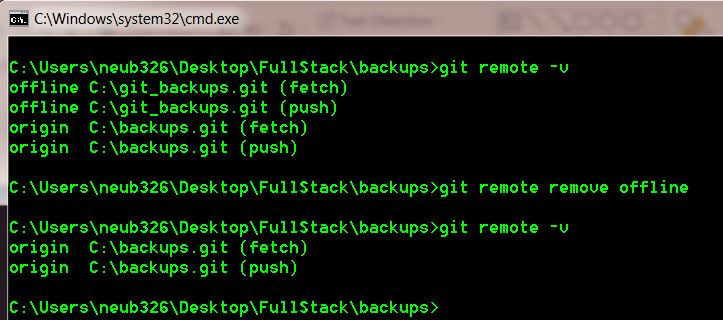 C:\Windows\system32\cmd.exe
C:\Users\neub326\Desktop\FullStack\backups>git remote -v
offline C:\git_backups.git (fetch)
offline C:\git_backups.git (push)
origin  C:\backups.git (fetch)
origin  C:\backups.git (push)
C:\Users\neub326\Desktop\FullStack\backups>git remote remove offline
C:\Users\neub326\Desktop\FullStack\backups>git remote -v
origin  C:\backups.git (fetch)
origin  C:\backups.git (push)
C:\Users\neub326\Desktop\FullStack\backups>